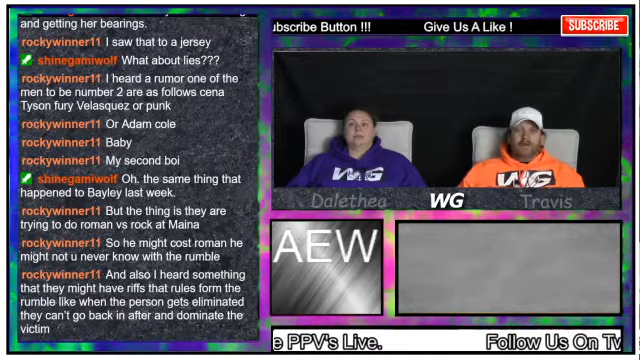 and getting her bearings.
rockywinner11 I saw that to a jersey
shinegamiwolf What about lies???
rockywinner11 I heard a rumor one of the
men to be number 2 are as follows cena
Tyson fury Velasquez or punk
rockywinner11 Or Adam cole
rockywinner11 Baby
rockywinner11 My second boi
shinegamiwolf Oh. the same thing that
happened to Bayley last week.
rockywinner11 But the thing is they are
trying to do roman vs rock at Maina
rockywinner11 So he might cost roman he
might not u never know with the rumble
rockywinner11 And also I heard something
that they might have riffs that rules form the
rumble like when the person gets eliminated
they can't go back in after and dominate the
victim
ubscribe Button !!! Give Us A Like !
SUBSCRIBE
WG
WG
Dalethea WG Travis
AEW
e PPV's Live. Follow Us On Tw